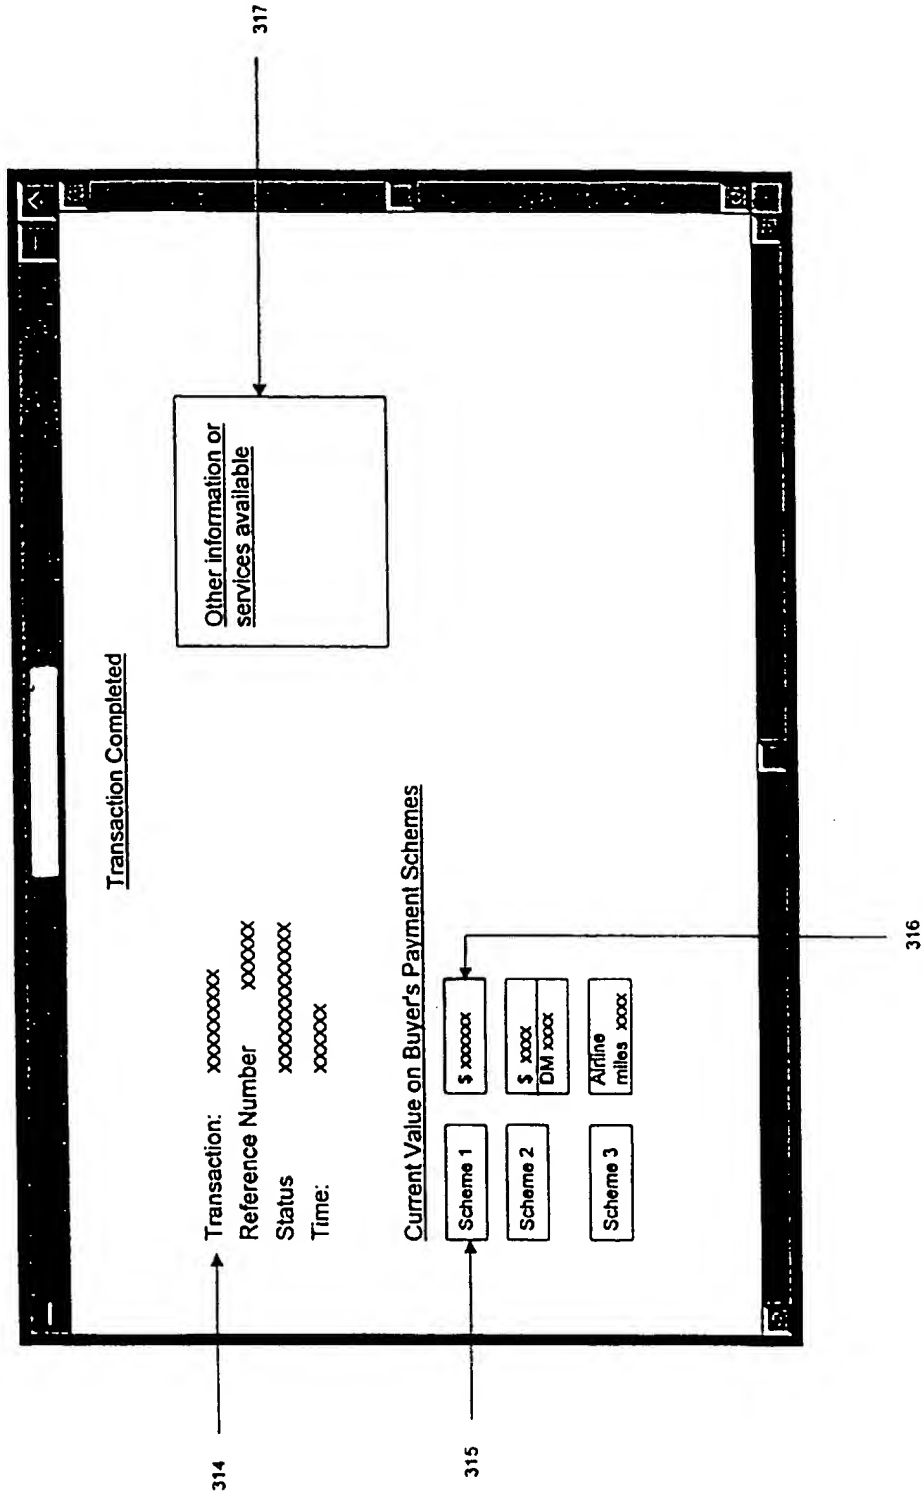 Transaction Completed
Transaction: xxxxxxxxx
Reference Number xxxxxx
Status xxxxxxxxxxxx
Time: xxxxxx
Other information or
services available
Current Value on Buyer's Payment Schemes
Scheme 1 $ xxxxxx
Scheme 2 $ xxxx
DM xxxx
Scheme 3 Airline
miles xxxx
314
315
316
317